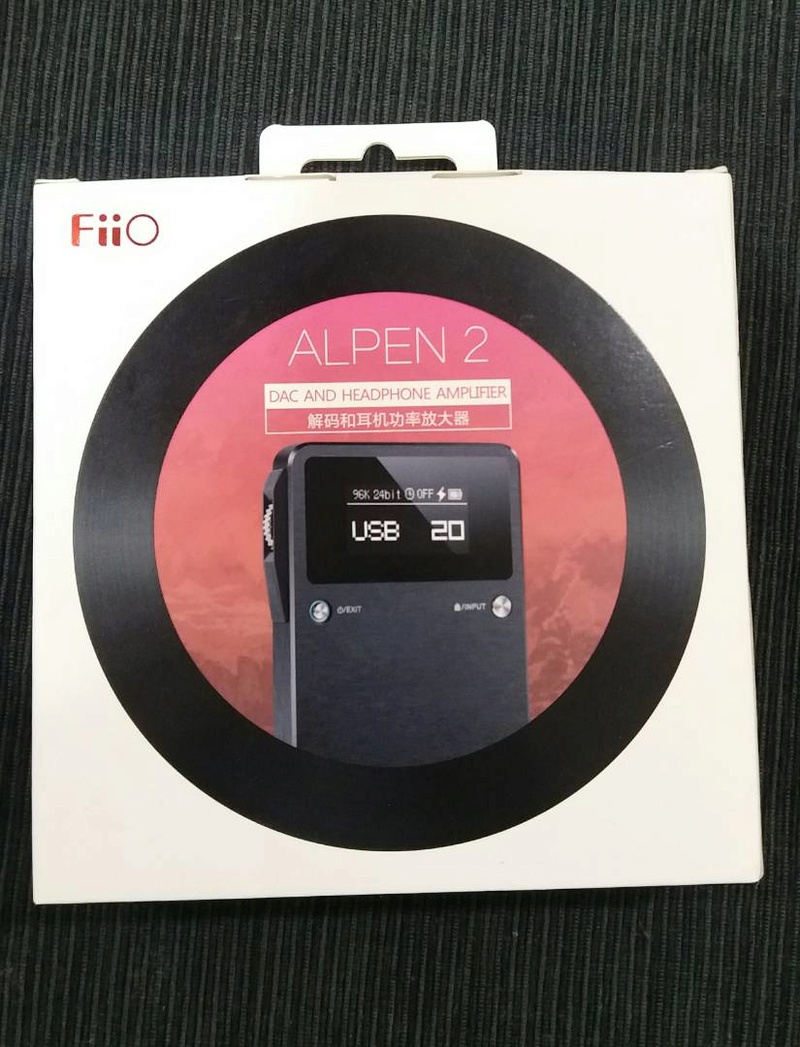 FiiO
ALPEN 2
DAC AND HEADPHONE AMPLIFIER
解码和耳机功率放大器
96K 24bit OFF
USB 20
/EXIT /INPUT